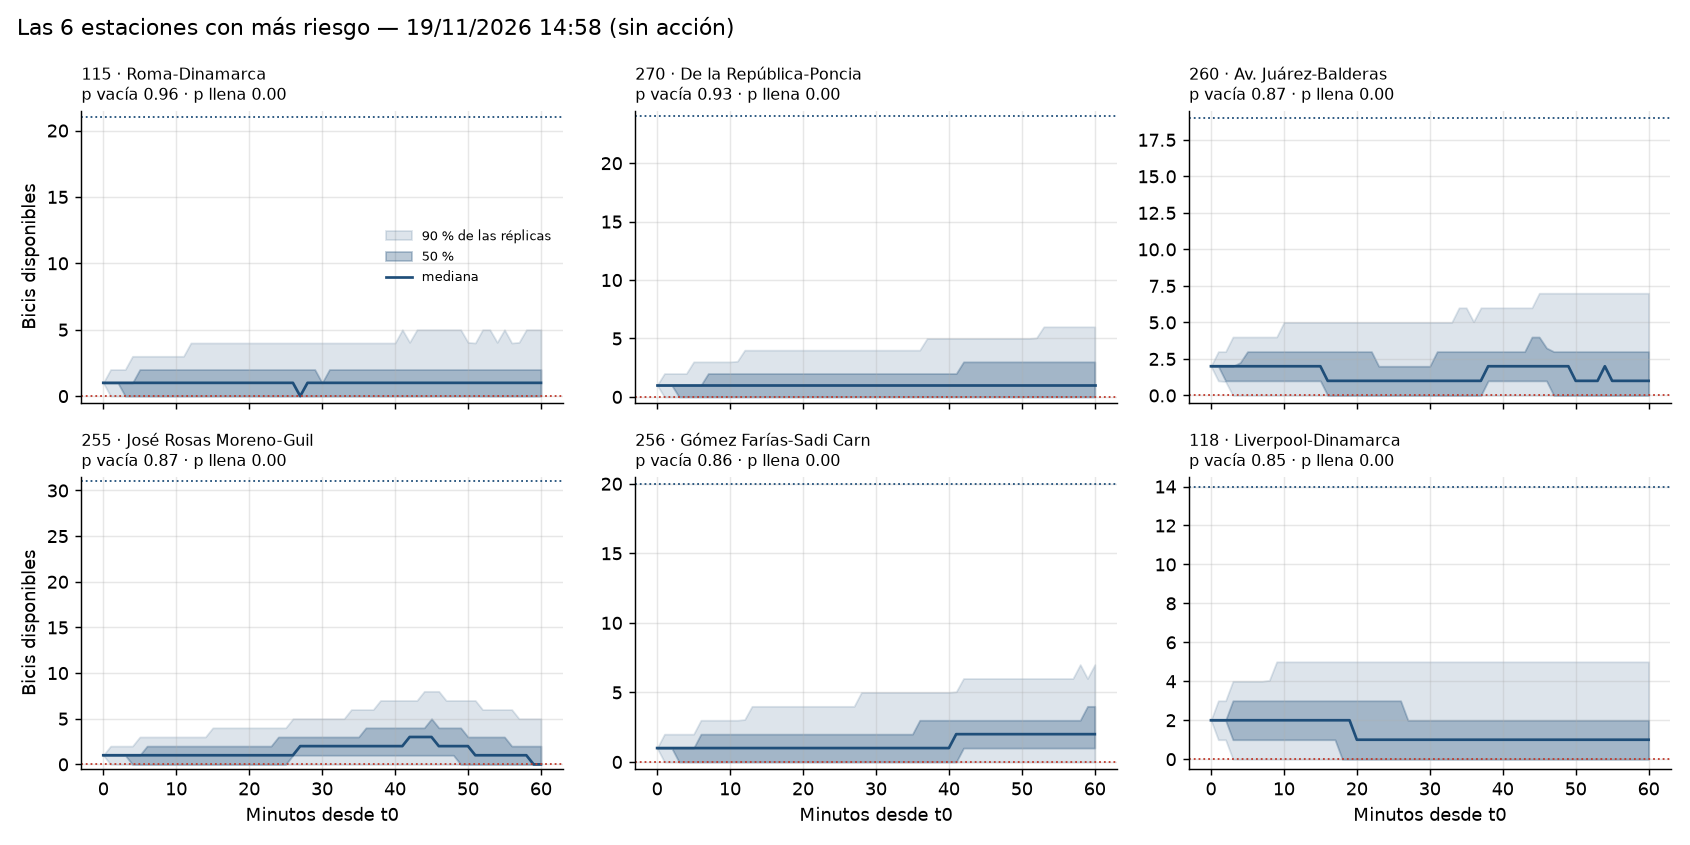 Las 6 estaciones con más riesgo — 19/11/2026 14:58 (sin acción)
115 · Roma-Dinamarca
p vacía 0.96 · p llena 0.00
20
15
10
5
0
Bicis disponibles
90 % de las réplicas
50 %
mediana
270 · De la República-Poncia
p vacía 0.93 · p llena 0.00
20
15
10
5
0
260 · Av. Juárez-Balderas
p vacía 0.87 · p llena 0.00
17.5
15.0
12.5
10.0
7.5
5.0
2.5
0.0
255 · José Rosas Moreno-Guil
p vacía 0.87 · p llena 0.00
30
25
20
15
10
5
0
Bicis disponibles
0 10 20 30 40 50 60
Minutos desde t0
256 · Gómez Farías-Sadi Carn
p vacía 0.86 · p llena 0.00
20
15
10
5
0
0 10 20 30 40 50 60
Minutos desde t0
118 · Liverpool-Dinamarca
p vacía 0.85 · p llena 0.00
14
12
10
8
6
4
2
0
0 10 20 30 40 50 60
Minutos desde t0